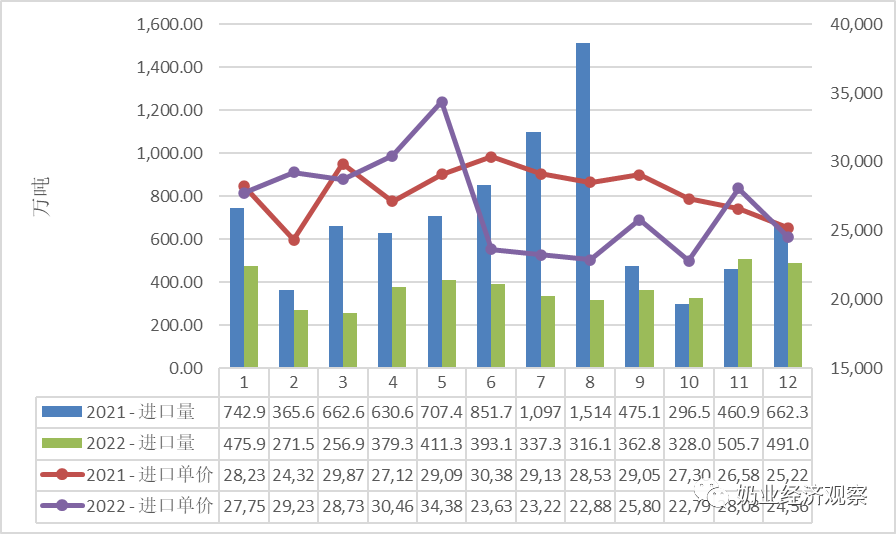 1,600.00 40,000
1,400.00 35,000
1,200.00
1,000.00 30,000
800.00
25,000
600.00
400.00 20,000
200.00
0.00 15,000
万吨
1 2 3 4 5 6 7 8 9 10 11 12
2021 - 进口量 742.9 365.6 662.6 630.6 707.4 851.7 1,097 1,514 475.1 296.5 460.9 662.3
2022 - 进口量 475.9 271.5 256.9 379.3 411.3 393.1 337.3 316.1 362.8 328.0 505.7 491.0
2021 - 进口单价 28,23 24,32 29,87 27,12 29,09 30,38 29,13 28,53 29,05 27,30 26,58 25,22
2022 - 进口单价 27,75 29,23 28,73 30,46 34,38 23,63 23,22 22,88 25,80 22,79 28,08 24,56
奶业经济观察